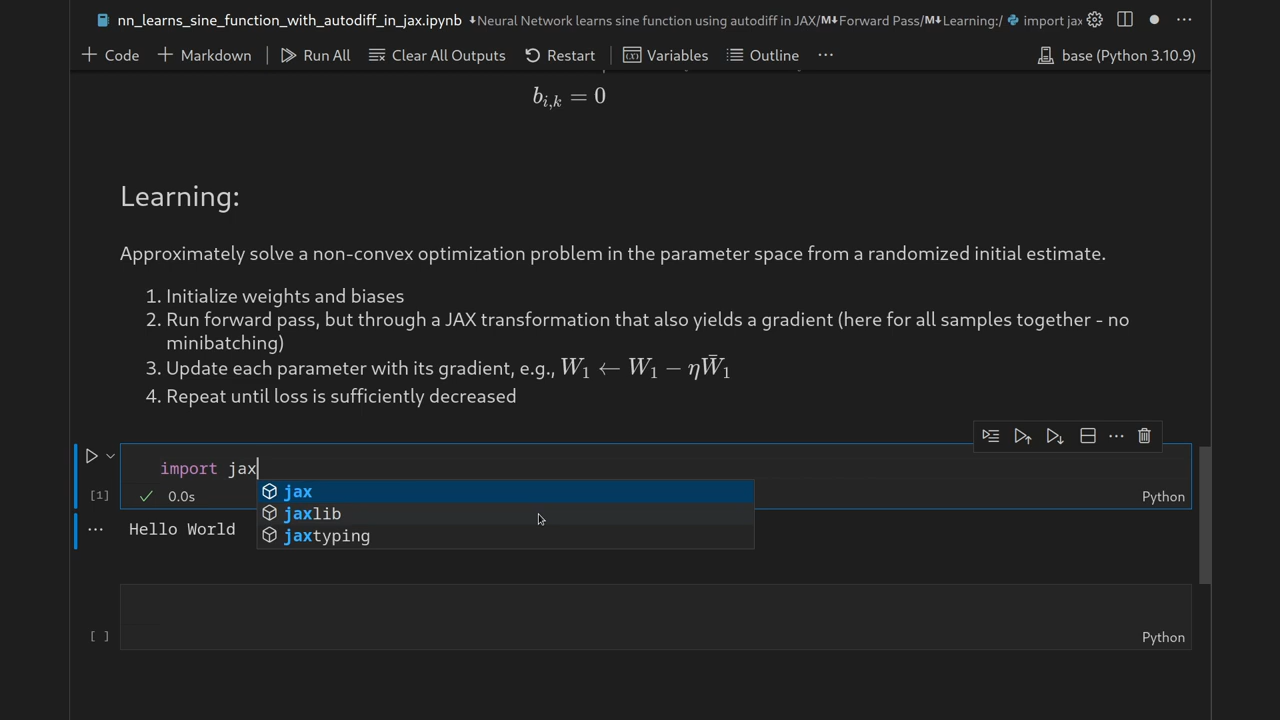 nn_learns_sine_function_with_autodiff_in_jax.ipynb M↓Neural Network learns sine function using autodiff in JAX/M↓Forward Pass/M↓Learning:/ import jax
Code Markdown Run All Clear All Outputs Restart Variables Outline ··· base (Python 3.10.9)
b_{i,k} = 0
Learning:
Approximately solve a non-convex optimization problem in the parameter space from a randomized initial estimate.
1. Initialize weights and biases
2. Run forward pass, but through a JAX transformation that also yields a gradient (here for all samples together - no
minibatching)
3. Update each parameter with its gradient, e.g., W₁ ← W₁ − ηW̄₁
4. Repeat until loss is sufficiently decreased
import jax
jax
[1] 0.0s Python
jaxlib
Hello World
jaxtyping
[ ] Python